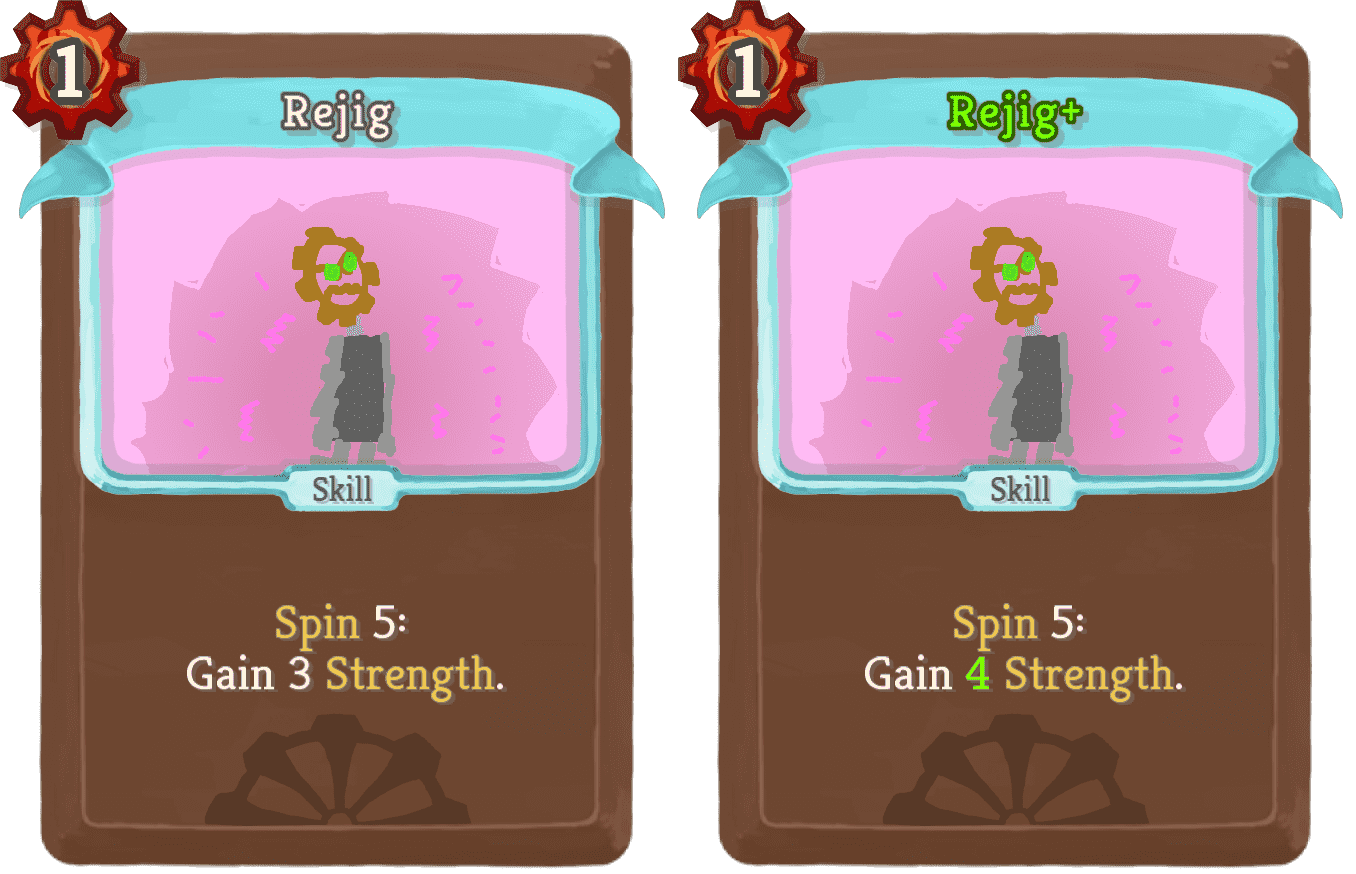 1
Rejig
Skill
Spin 5:
Gain 3 Strength.
1
Rejig+
Skill
Spin 5:
Gain 4 Strength.